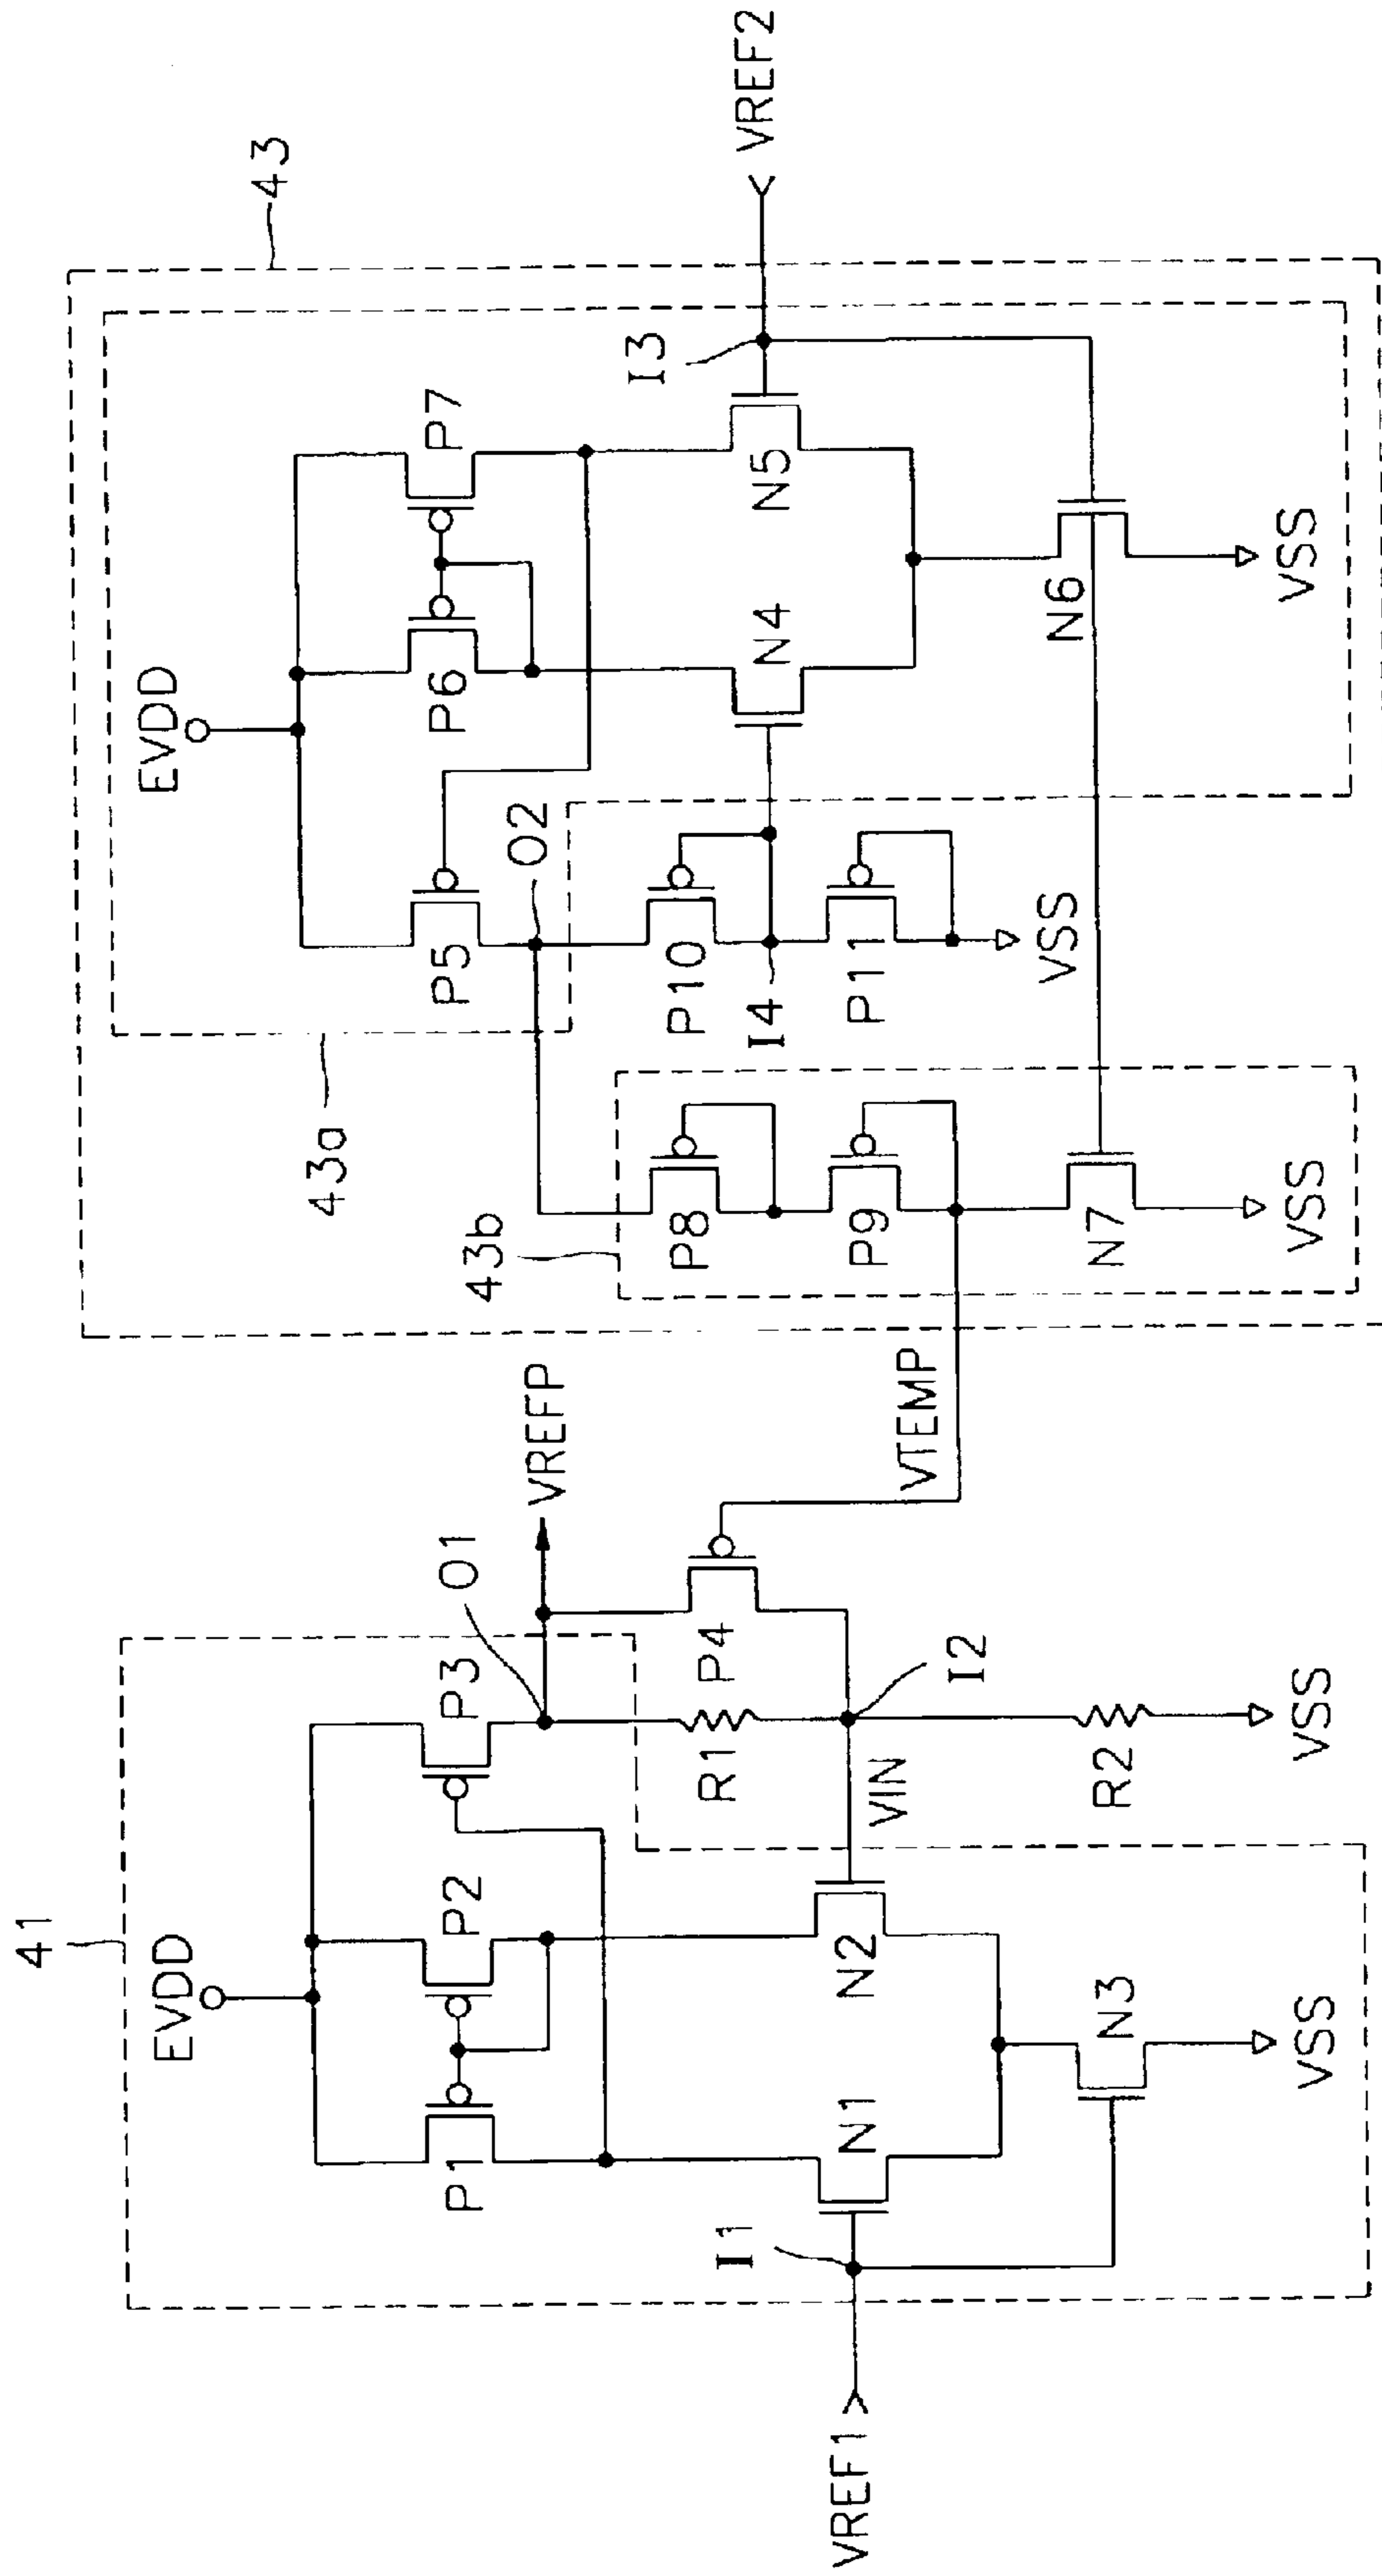 41
EVDD
P1
P2
P3
O1
VREFP
I1
N1
N2
VIN
R1
P4
I2
VTEMP
VREF1
N3
R2
VSS
VSS
43
43a
EVDD
P5
P6
P7
O2
43b
P8
P10
I4
N4
N5
I3
VREF2
P9
P11
VSS
N7
N6
VSS
VSS